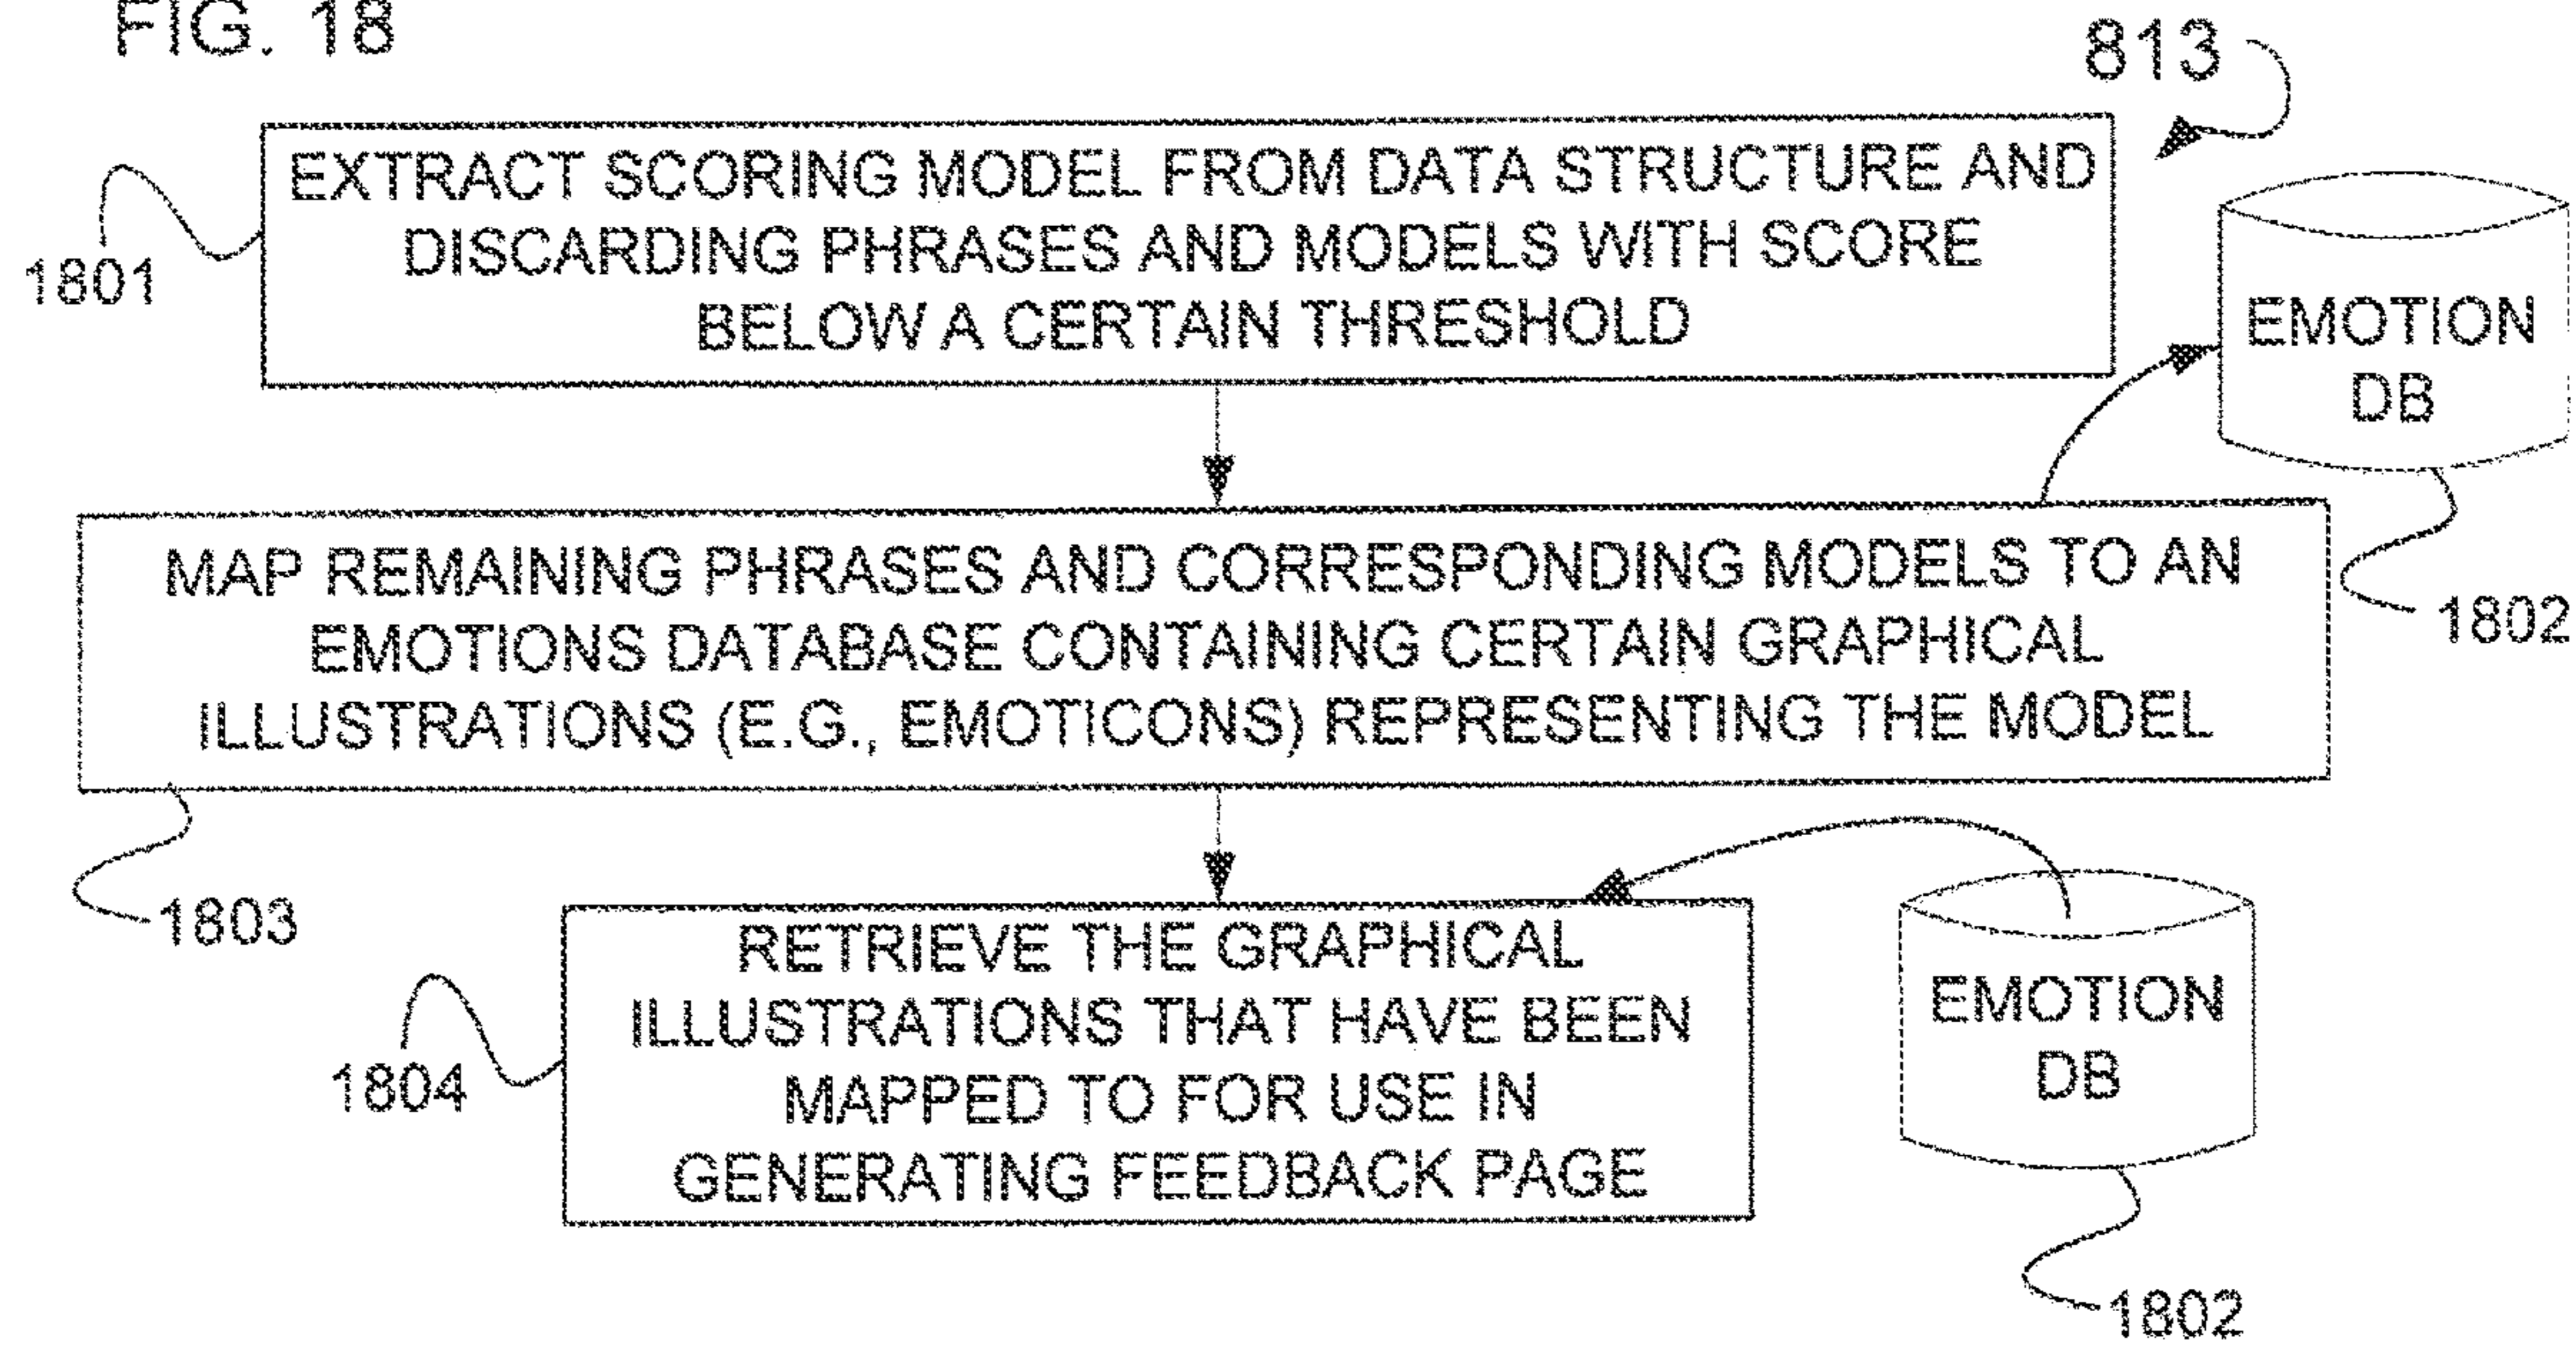 FIG. 18
813
EXTRACT SCORING MODEL FROM DATA STRUCTURE AND
DISCARDING PHRASES AND MODELS WITH SCORE
BELOW A CERTAIN THRESHOLD
1801
EMOTION
DB
1802
MAP REMAINING PHRASES AND CORRESPONDING MODELS TO AN
EMOTIONS DATABASE CONTAINING CERTAIN GRAPHICAL
ILLUSTRATIONS (E.G., EMOTICONS) REPRESENTING THE MODEL
1803
RETRIEVE THE GRAPHICAL
ILLUSTRATIONS THAT HAVE BEEN
MAPPED TO FOR USE IN
GENERATING FEEDBACK PAGE
1804
EMOTION
DB
1802